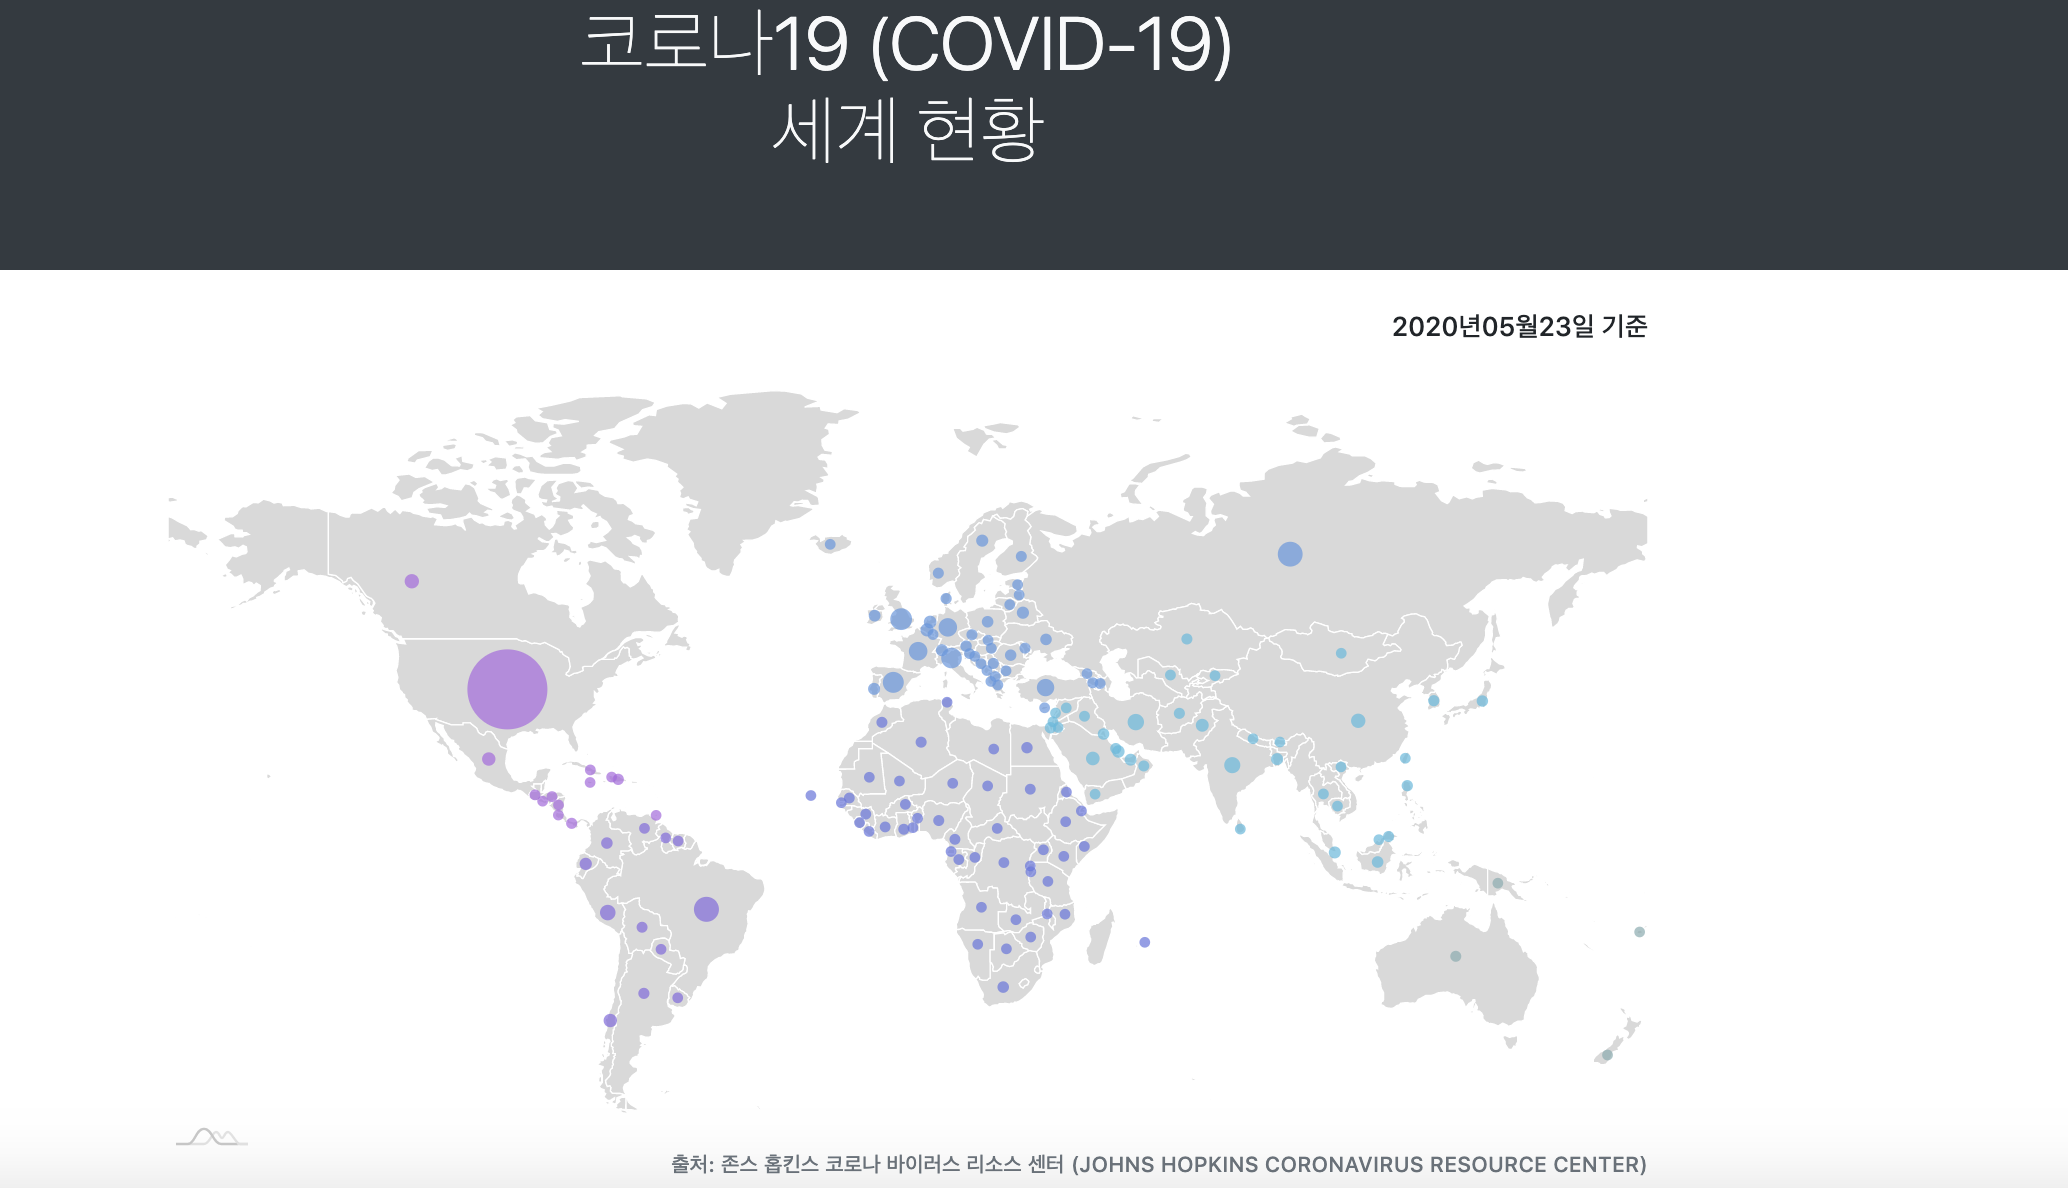 코로나19 (COVID-19)
세계 현황
2020년05월23일 기준
출처: 존스 홉킨스 코로나 바이러스 리소스 센터 (JOHNS HOPKINS CORONAVIRUS RESOURCE CENTER)